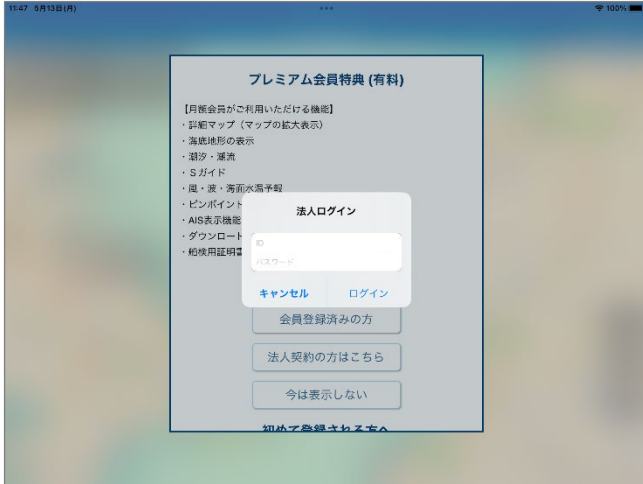 11:47 5月13日(月)
100%
プレミアム会員特典 (有料)
【月額会員がご利用いただける機能】
・詳細マップ（マップの拡大表示）
・海底地形の表示
・潮汐・潮流
・Ｓガイド
・風・波・海面水温予報
・ピンポイント
・AIS表示機能
・ダウンロート
・船検用証明書
法人ログイン
ID
パスワード
キャンセル ログイン
会員登録済みの方
法人契約の方はこちら
今は表示しない
初めて登録される方へ